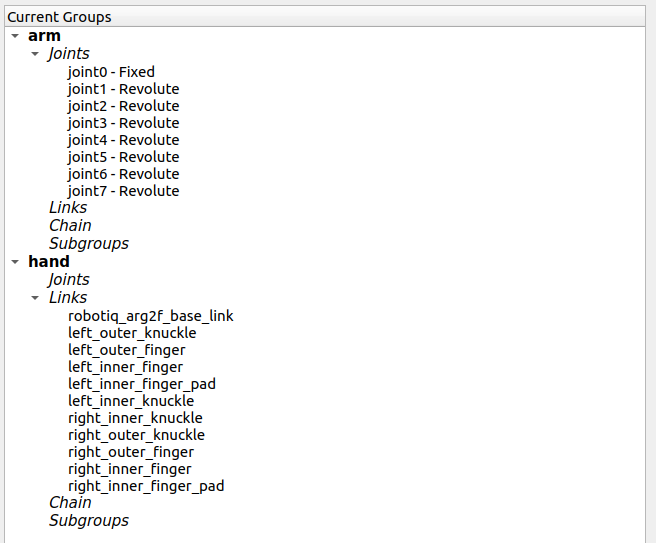 Current Groups
arm
Joints
joint0 - Fixed
joint1 - Revolute
joint2 - Revolute
joint3 - Revolute
joint4 - Revolute
joint5 - Revolute
joint6 - Revolute
joint7 - Revolute
Links
Chain
Subgroups
hand
Joints
Links
robotiq_arg2f_base_link
left_outer_knuckle
left_outer_finger
left_inner_finger
left_inner_finger_pad
left_inner_knuckle
right_inner_knuckle
right_outer_knuckle
right_outer_finger
right_inner_finger
right_inner_finger_pad
Chain
Subgroups